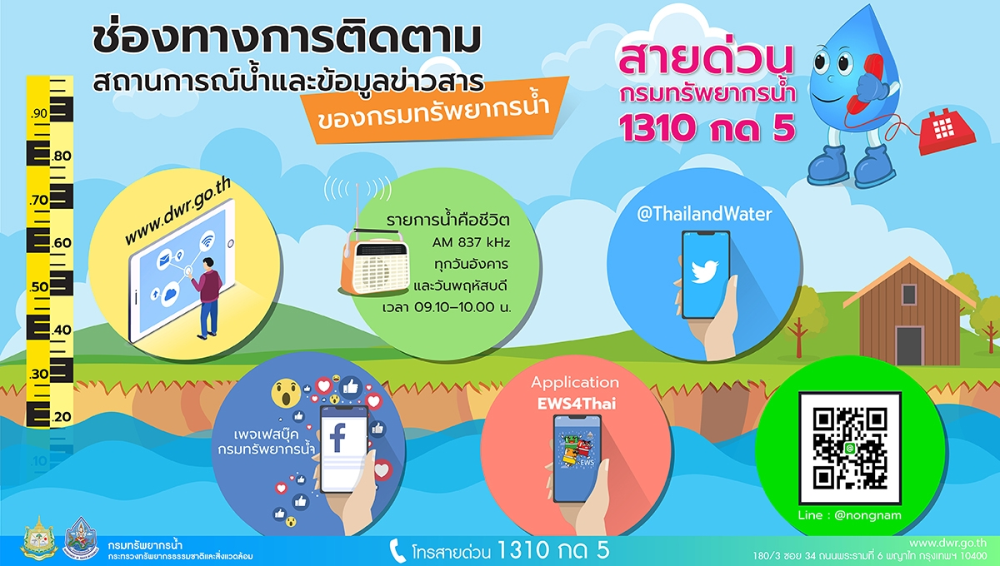 ช่องทางการติดตาม
สถานการณ์น้ำและข้อมูลข่าวสาร
ของกรมทรัพยากรน้ำ
สายด่วน
กรมทรัพยากรน้ำ
1310 กด 5
.90
.80
.70
.60
.50
.40
.30
.20
.10
www.dwr.go.th
รายการน้ำคือชีวิต
AM 837 kHz
ทุกวันอังคาร
และวันพฤหัสบดี
เวลา 09.10–10.00 น.
@ThailandWater
เพจเฟสบุ๊ค
กรมทรัพยากรน้ำ
f
Application
EWS4Thai
EWS
Line : @nongnam
กรมทรัพยากรน้ำ
กระทรวงทรัพยากรธรรมชาติและสิ่งแวดล้อม
โทรสายด่วน 1310 กด 5
www.dwr.go.th
180/3 ซอย 34 ถนนพระรามที่ 6 พญาไท กรุงเทพฯ 10400